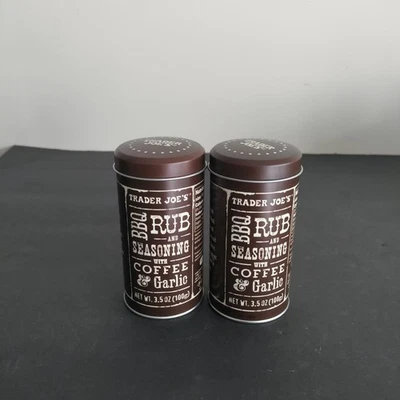 TRADER JOE'S
BBQ RUB
AND
SEASONING
WITH
COFFEE
& Garlic
NET WT. 3.5 OZ (100g)
TRADER JOE'S
BBQ RUB
AND
SEASONING
WITH
COFFEE
& Garlic
NET WT. 3.5 OZ (100g)